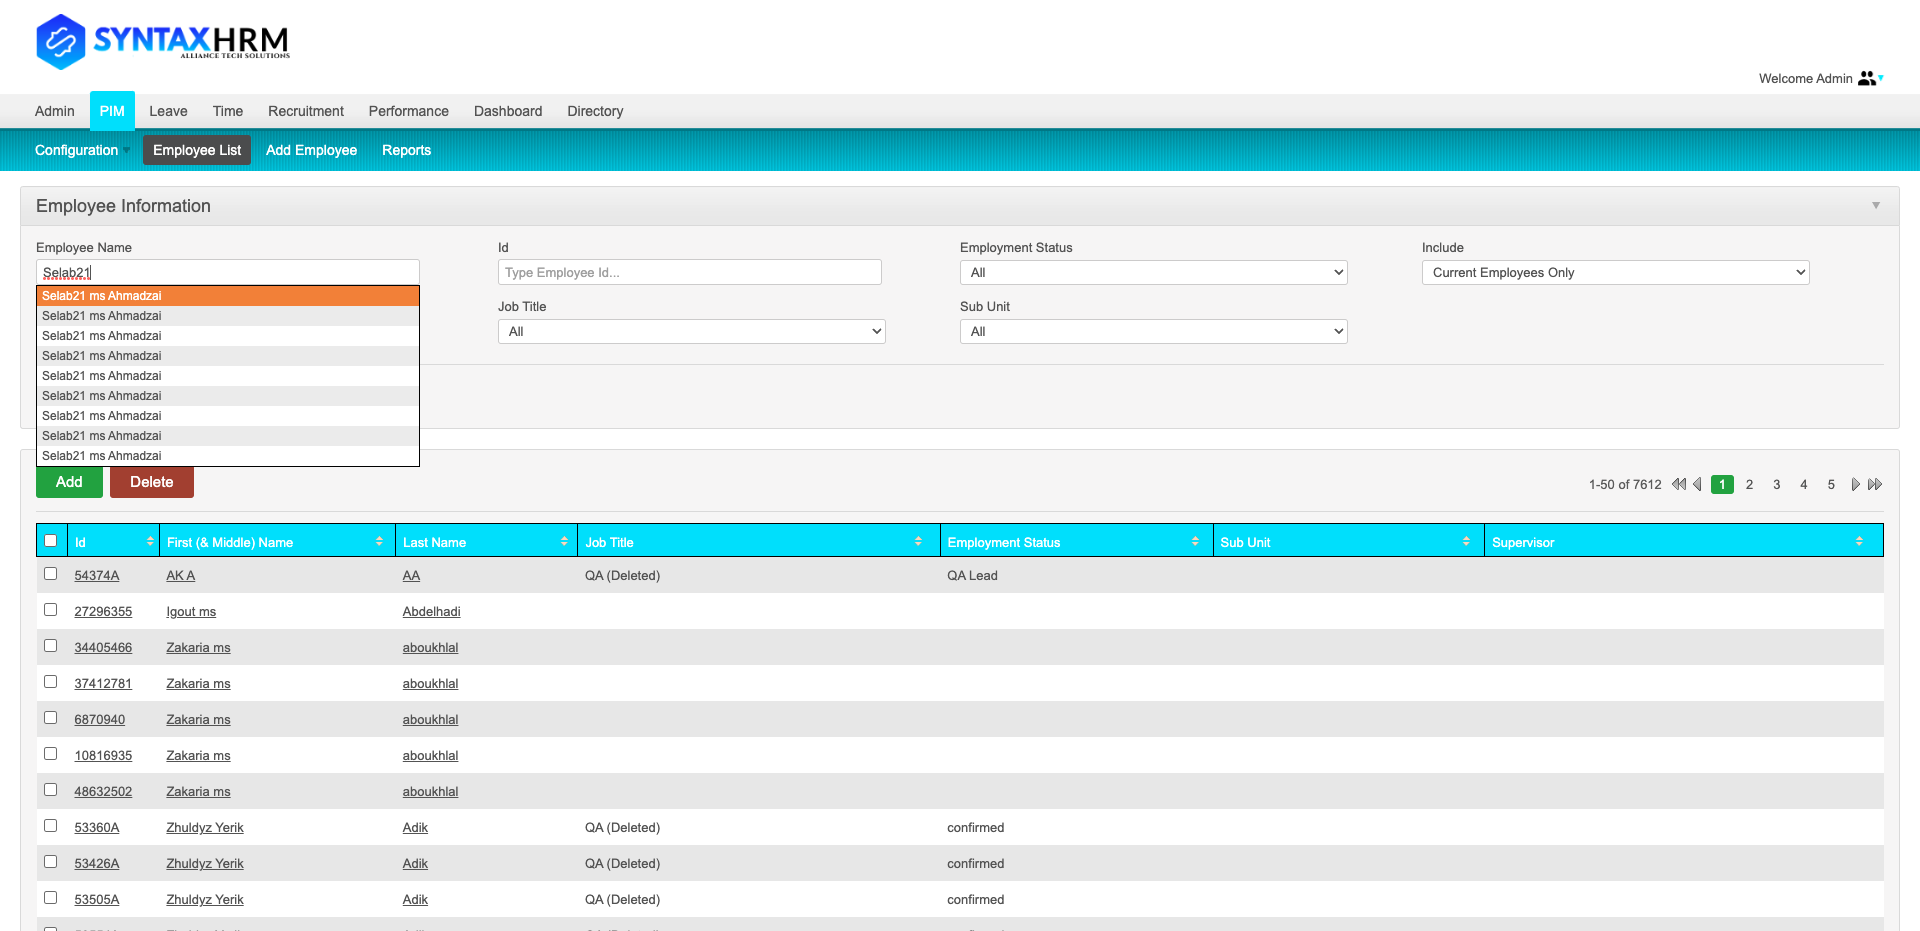 SYNTAXHRM
ALLIANCE TECH SOLUTIONS
Welcome Admin
Admin PIM Leave Time Recruitment Performance Dashboard Directory
Configuration Employee List Add Employee Reports
Employee Information
Employee Name Id Employment Status Include
Selab21 Type Employee Id... All Current Employees Only
Selab21 ms Ahmadzai
Selab21 ms Ahmadzai
Selab21 ms Ahmadzai
Selab21 ms Ahmadzai
Selab21 ms Ahmadzai
Selab21 ms Ahmadzai
Selab21 ms Ahmadzai
Selab21 ms Ahmadzai
Selab21 ms Ahmadzai
Job Title Sub Unit
All All
Add Delete 1-50 of 7612 1 2 3 4 5
Id First (& Middle) Name Last Name Job Title Employment Status Sub Unit Supervisor
54374A AK A AA QA (Deleted) QA Lead
27296355 Igout ms Abdelhadi
34405466 Zakaria ms aboukhlal
37412781 Zakaria ms aboukhlal
6870940 Zakaria ms aboukhlal
10816935 Zakaria ms aboukhlal
48632502 Zakaria ms aboukhlal
53360A Zhuldyz Yerik Adik QA (Deleted) confirmed
53426A Zhuldyz Yerik Adik QA (Deleted) confirmed
53505A Zhuldyz Yerik Adik QA (Deleted) confirmed